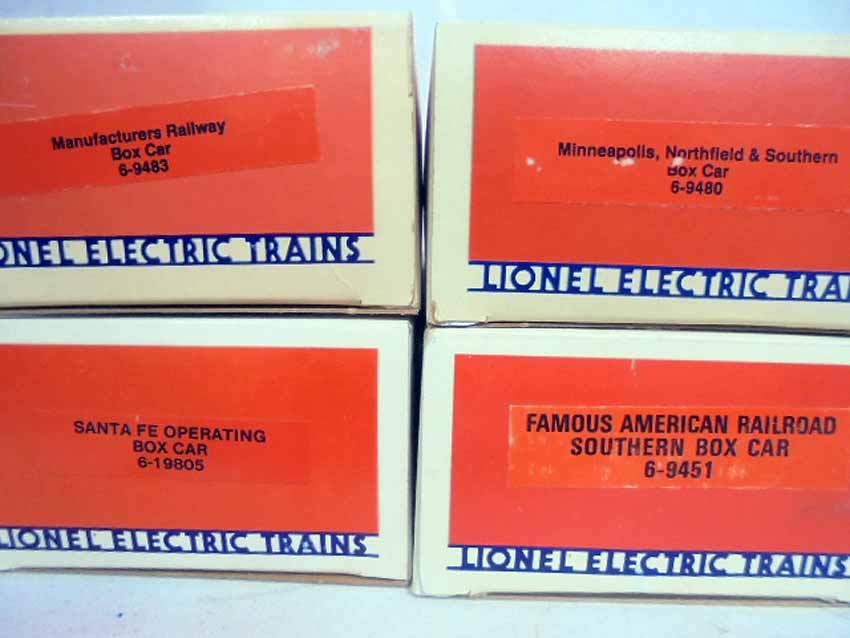 Manufacturers Railway
Box Car
6-9483
ONEL ELECTRIC TRAINS
Minneapolis, Northfield & Southern
Box Car
6-9480
LIONEL ELECTRIC TRA
SANTA FE OPERATING
BOX CAR
6-19805
LIONEL ELECTRIC TRAINS
FAMOUS AMERICAN RAILROAD
SOUTHERN BOX CAR
6-9451
LIONEL ELECTRIC TRAINS